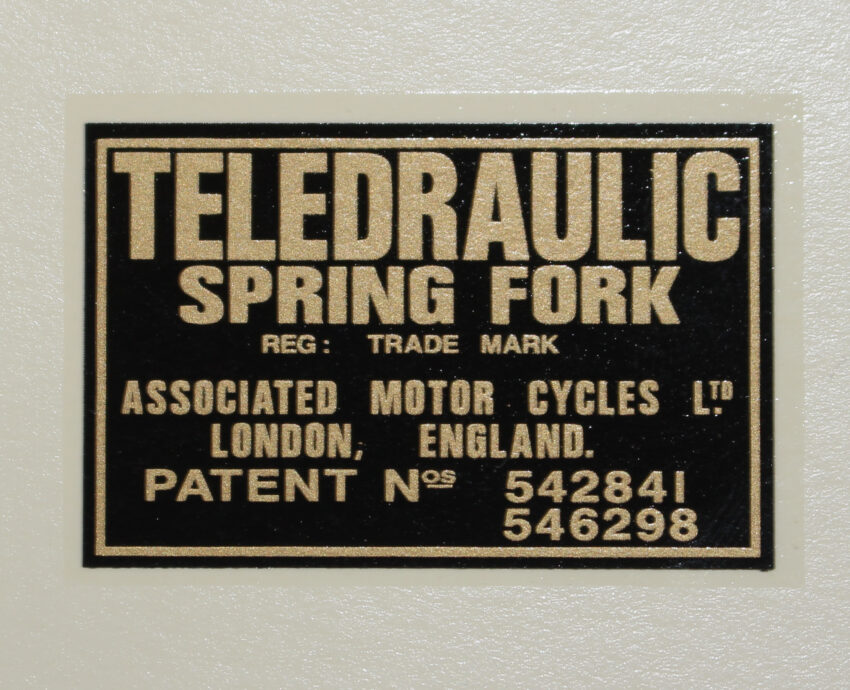 TELEDRAULIC
SPRING FORK
REG: TRADE MARK
ASSOCIATED MOTOR CYCLES LTD.
LONDON, ENGLAND.
PATENT NOS 542841
546298